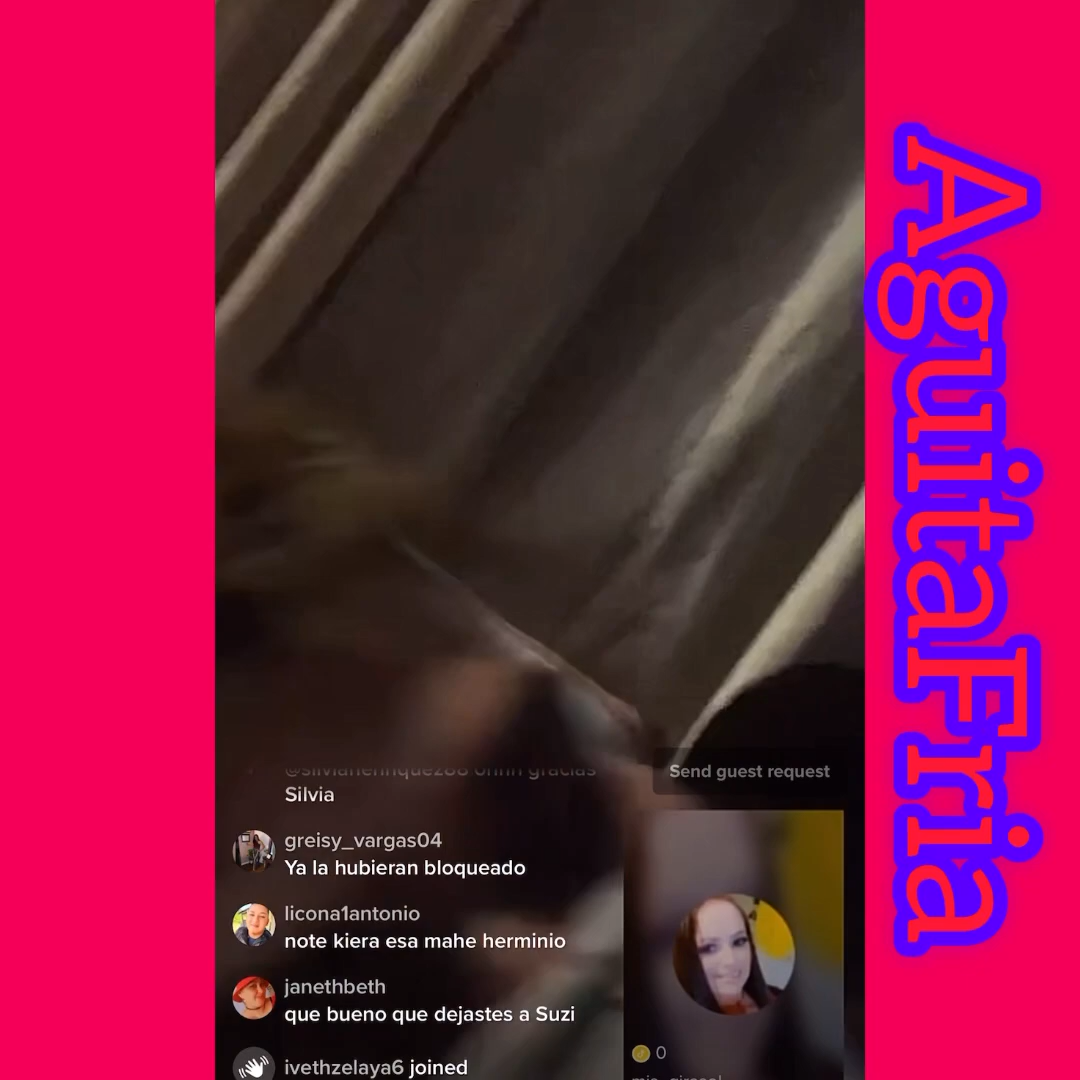 AguitaFria
Silvia
greisy_vargas04
Ya la hubieran bloqueado
licona1antonio
note kiera esa mahe herminio
janethbeth
que bueno que dejastes a Suzi
ivethzelaya6 joined
Send guest request
0